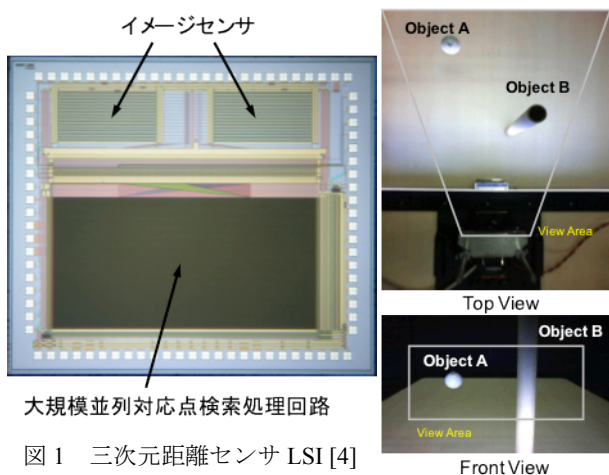 イメージセンサ
大規模並列対応点検索処理回路
図 1　三次元距離センサ LSI [4]
Object A
Object B
View Area
Top View
Object B
Object A
View Area
Front View